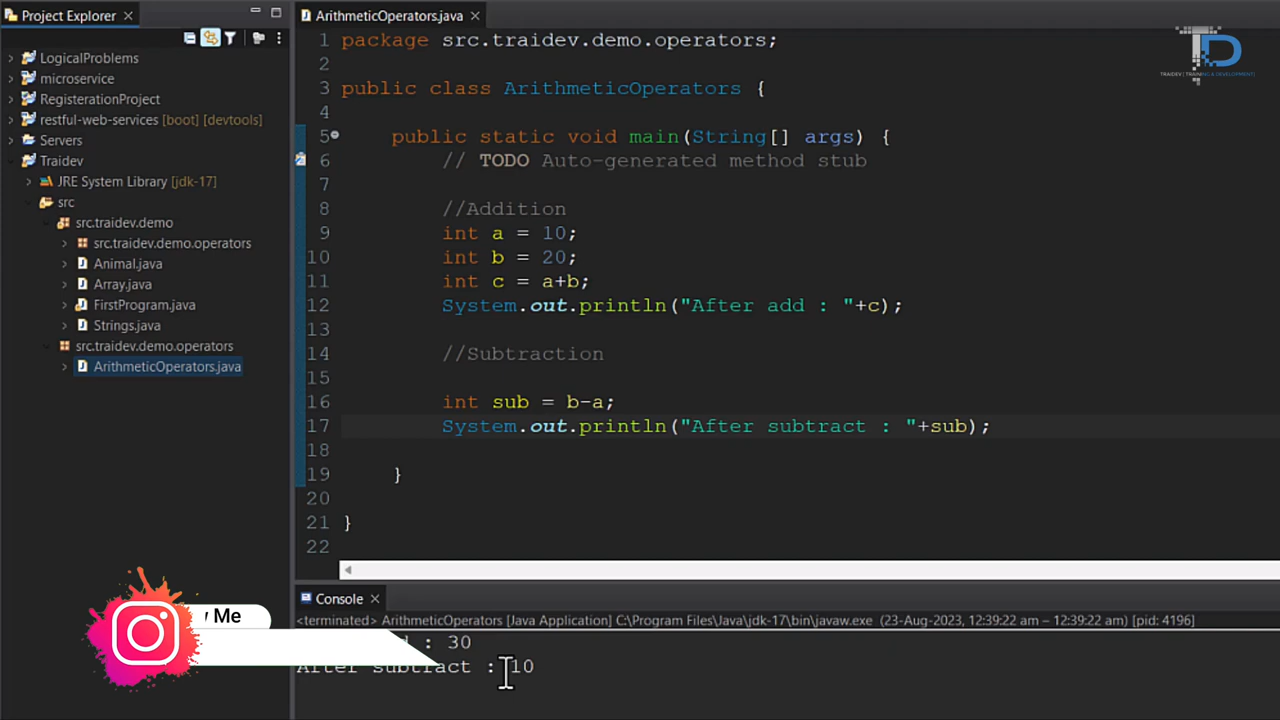 Project Explorer
LogicalProblems
microservice
RegisterationProject
restful-web-services [boot] [devtools]
Servers
Traidev
JRE System Library [jdk-17]
src
src.traidev.demo
src.traidev.demo.operators
Animal.java
Array.java
FirstProgram.java
Strings.java
src.traidev.demo.operators
ArithmeticOperators.java
ArithmeticOperators.java
1 package src.traidev.demo.operators;
2
3 public class ArithmeticOperators {
4
5 public static void main(String[] args) {
6 // TODO Auto-generated method stub
7
8 //Addition
9 int a = 10;
10 int b = 20;
11 int c = a+b;
12 System.out.println("After add : "+c);
13
14 //Subtraction
15
16 int sub = b-a;
17 System.out.println("After subtract : "+sub);
18
19 }
20
21 }
22
TD
TRAIDEV[TRAINING & DEVELOPMENT]
Console
<terminated> ArithmeticOperators [Java Application] C:\Program Files\Java\jdk-17\bin\javaw.exe (23-Aug-2023, 12:39:22 am – 12:39:22 am) [pid: 4196]
: 30
After subtract : 10
Me